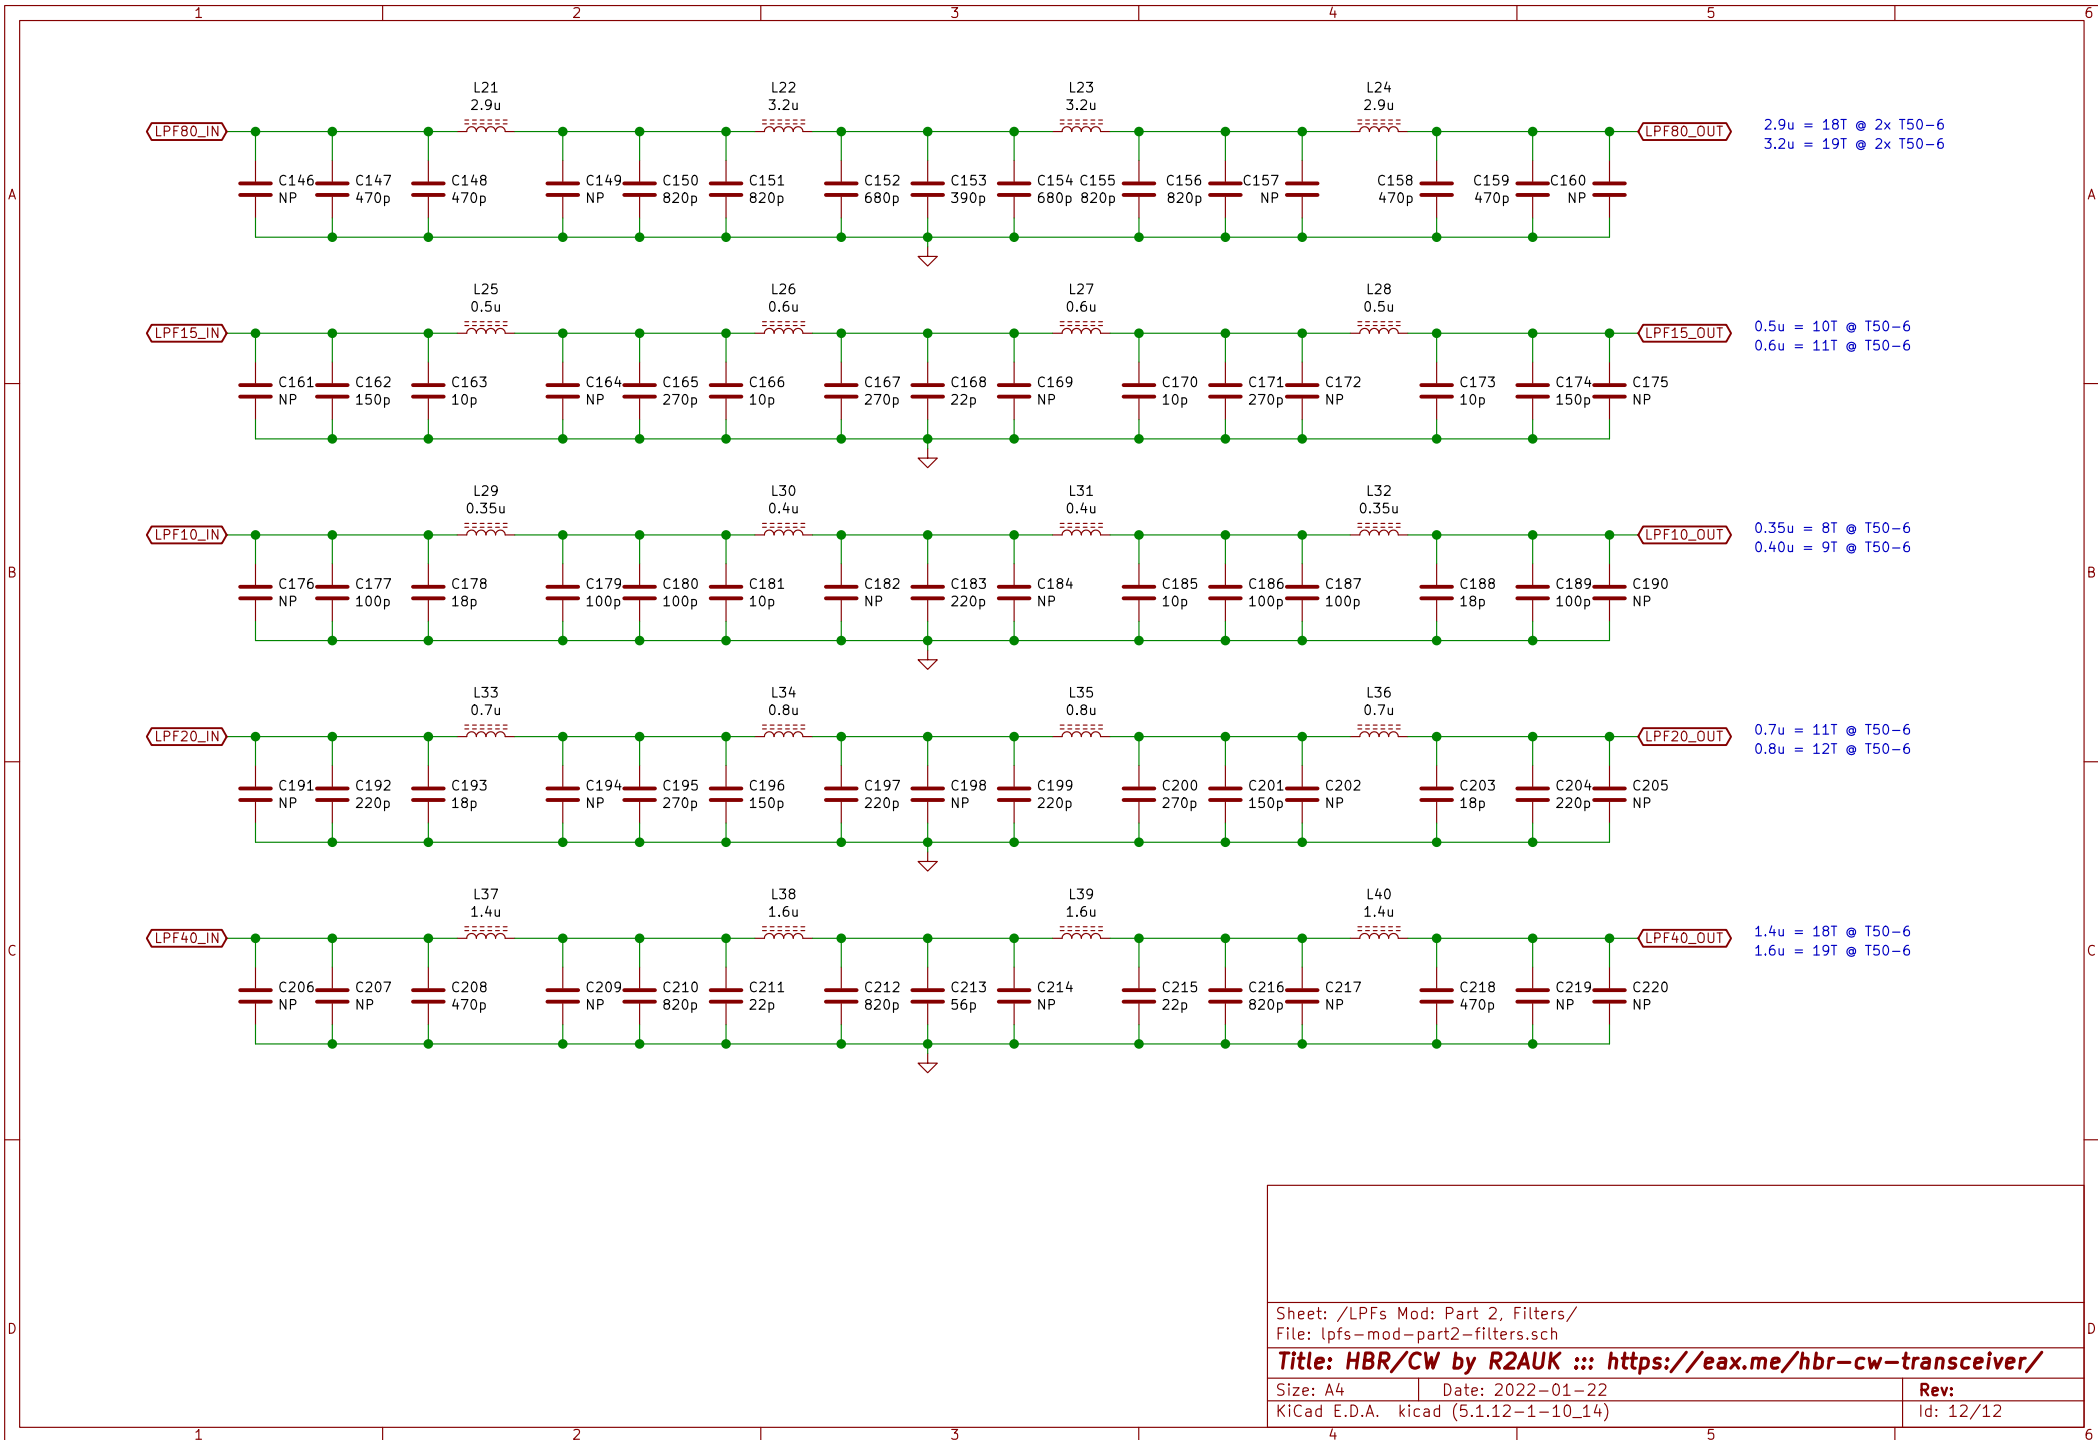 1 2 3 4 5 6
L21 L22 L23 L24
2.9u 3.2u 3.2u 2.9u
LPF80_IN LPF80_OUT
2.9u = 18T @ 2x T50-6
3.2u = 19T @ 2x T50-6
A A
C146 C147 C148 C149 C150 C151 C152 C153 C154 C155 C156 C157 C158 C159 C160
NP 470p 470p NP 820p 820p 680p 390p 680p 820p 820p NP 470p 470p NP
L25 L26 L27 L28
0.5u 0.6u 0.6u 0.5u
LPF15_IN LPF15_OUT
0.5u = 10T @ T50-6
0.6u = 11T @ T50-6
C161 C162 C163 C164 C165 C166 C167 C168 C169 C170 C171 C172 C173 C174 C175
NP 150p 10p NP 270p 10p 270p 22p NP 10p 270p NP 10p 150p NP
L29 L30 L31 L32
0.35u 0.4u 0.4u 0.35u
LPF10_IN LPF10_OUT
0.35u = 8T @ T50-6
0.40u = 9T @ T50-6
B B
C176 C177 C178 C179 C180 C181 C182 C183 C184 C185 C186 C187 C188 C189 C190
NP 100p 18p 100p 100p 10p NP 220p NP 10p 100p 100p 18p 100p NP
L33 L34 L35 L36
0.7u 0.8u 0.8u 0.7u
LPF20_IN LPF20_OUT
0.7u = 11T @ T50-6
0.8u = 12T @ T50-6
C191 C192 C193 C194 C195 C196 C197 C198 C199 C200 C201 C202 C203 C204 C205
NP 220p 18p NP 270p 150p 220p NP 220p 270p 150p NP 18p 220p NP
L37 L38 L39 L40
1.4u 1.6u 1.6u 1.4u
LPF40_IN LPF40_OUT
1.4u = 18T @ T50-6
1.6u = 19T @ T50-6
C C
C206 C207 C208 C209 C210 C211 C212 C213 C214 C215 C216 C217 C218 C219 C220
NP NP 470p NP 820p 22p 820p 56p NP 22p 820p NP 470p NP NP
Sheet: /LPFs Mod: Part 2, Filters/
D D
File: lpfs-mod-part2-filters.sch
Title: HBR/CW by R2AUK ::: https://eax.me/hbr-cw-transceiver/
Size: A4 Date: 2022-01-22 Rev:
KiCad E.D.A. kicad (5.1.12-1-10_14) Id: 12/12
1 2 3 4 5 6